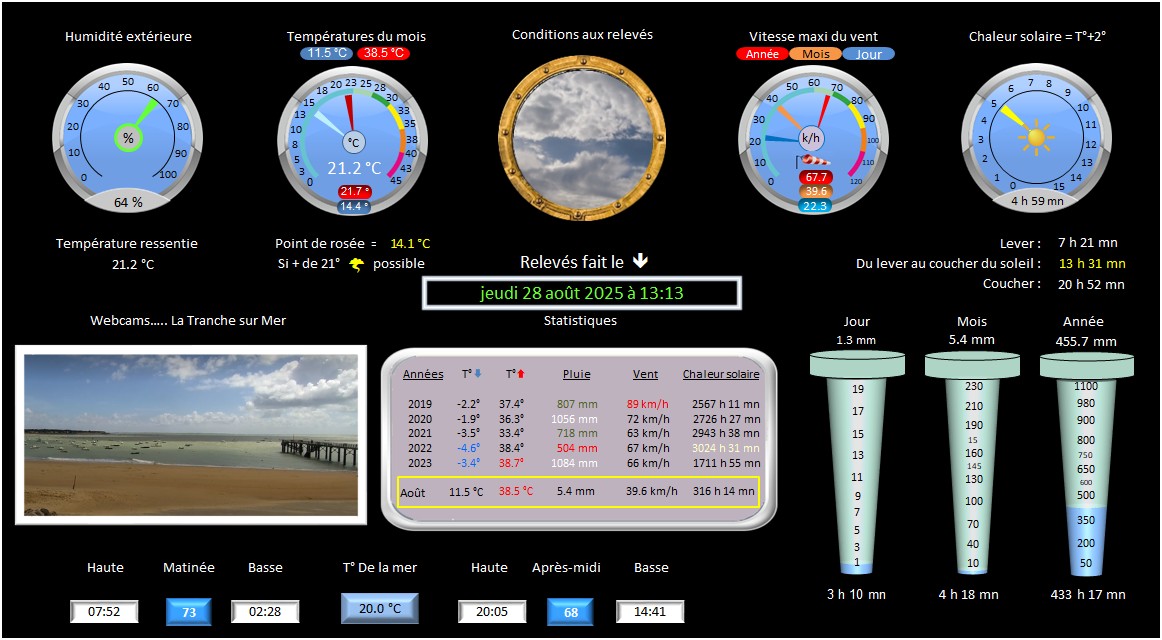 Humidité extérieure
Températures du mois
11.5 °C 38.5 °C
Conditions aux relevés
Vitesse maxi du vent
Année Mois Jour
Chaleur solaire = T°+2°
0 10 20 30 40 50 60 70 80 90 100
%
64 %
0 3 5 8 10 13 15 18 20 23 25 28 30 33 35 38 40 43 45
°C
21.2 °C
21.7 °
14.4 °
0 10 20 30 40 50 60 70 80 90 100 110 120
k/h
67.7
39.6
22.3
0 1 2 3 4 5 6 7 8 9 10 11 12 13 14 15
4 h 59 mn
Température ressentie
21.2 °C
Point de rosée = 14.1 °C
Si + de 21° possible
Relevés fait le
jeudi 28 août 2025 à 13:13
Lever : 7 h 21 mn
Du lever au coucher du soleil : 13 h 31 mn
Coucher : 20 h 52 mn
Webcams..... La Tranche sur Mer
Statistiques
Années T° T° Pluie Vent Chaleur solaire
2019 -2.2° 37.4° 807 mm 89 km/h 2567 h 11 mn
2020 -1.9° 36.3° 1056 mm 72 km/h 2726 h 27 mn
2021 -3.5° 33.4° 718 mm 63 km/h 2943 h 38 mn
2022 -4.6° 38.4° 504 mm 67 km/h 3024 h 31 mn
2023 -3.4° 38.7° 1084 mm 66 km/h 1711 h 55 mn
Août 11.5 °C 38.5 °C 5.4 mm 39.6 km/h 316 h 14 mn
Jour
1.3 mm
19
17
15
13
11
9
7
5
3
1
3 h 10 mn
Mois
5.4 mm
230
210
190
15
160
145
130
100
70
40
10
4 h 18 mn
Année
455.7 mm
1100
980
900
800
750
650
600
500
350
200
50
433 h 17 mn
Haute Matinée Basse
07:52 73 02:28
T° De la mer
20.0 °C
Haute Après-midi Basse
20:05 68 14:41